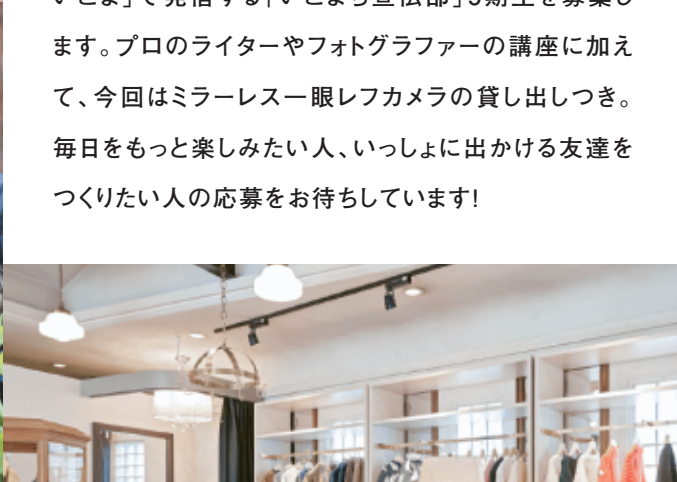 ます。プロのライターやフォトグラファーの講座に加え
て、今回はミラーレス一眼レフカメラの貸し出しつき。
毎日をもっと楽しみたい人、いっしょに出かける友達を
つくりたい人の応募をお待ちしています!